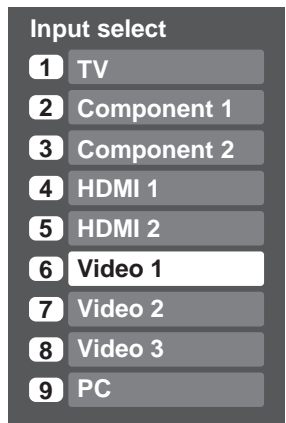 Input select
1 TV
2 Component 1
3 Component 2
4 HDMI 1
5 HDMI 2
6 Video 1
7 Video 2
8 Video 3
9 PC